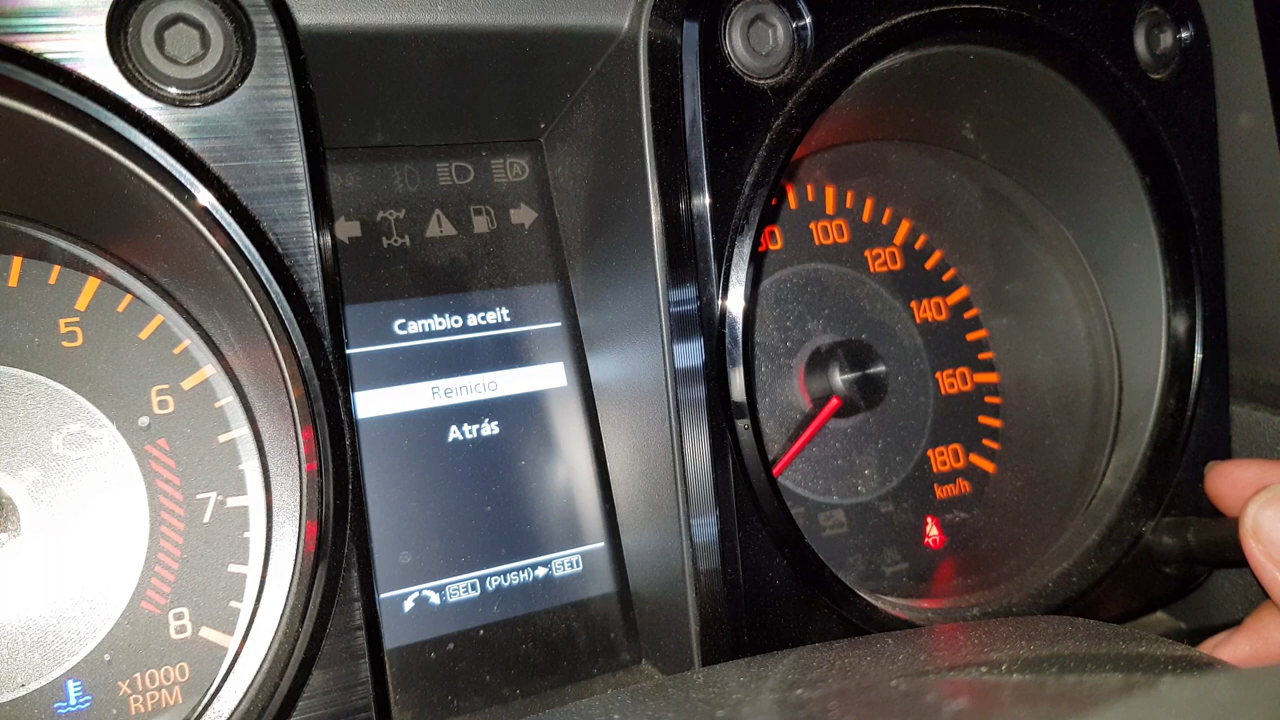 5
6
7
8
x1000
RPM
Cambio aceit
Reinicio
Atrás
:SEL (PUSH) :SET
100
120
140
160
180
km/h